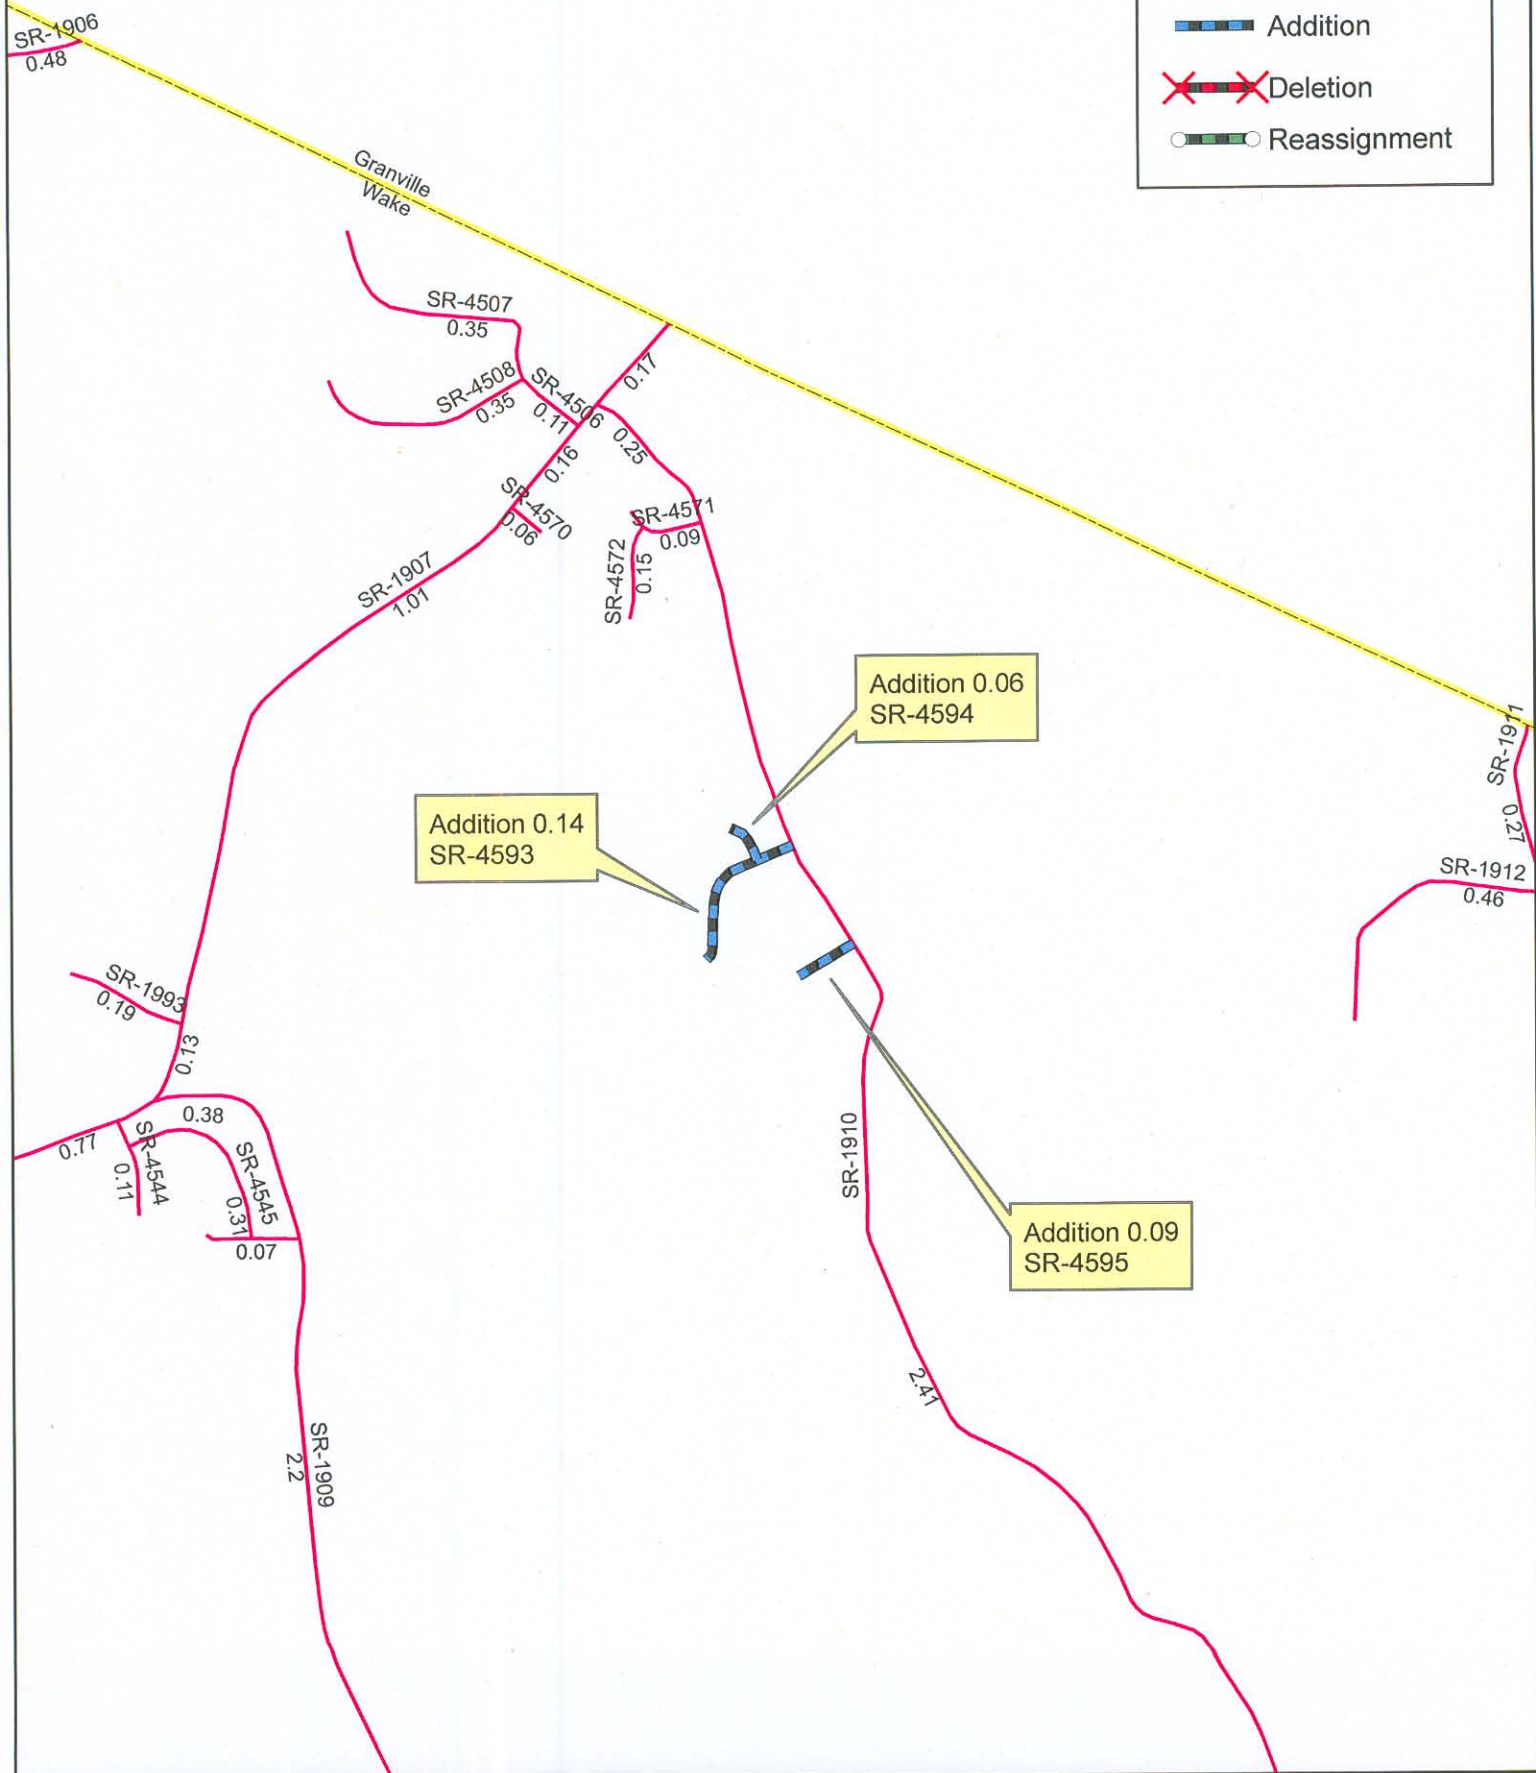 Addition
Deletion
Reassignment
SR-1906
0.48
Granville
Wake
SR-4507
0.35
SR-4508
0.35
SR-4506
0.11
0.17
0.25
0.16
SR-4570
0.06
SR-4571
0.09
SR-4572
0.15
SR-1907
1.01
Addition 0.06
SR-4594
Addition 0.14
SR-4593
SR-1911
0.27
SR-1912
0.46
SR-1993
0.19
0.13
0.38
0.77
SR-4544
0.11
SR-4545
0.31
0.07
SR-1910
Addition 0.09
SR-4595
2.41
SR-1909
2.2